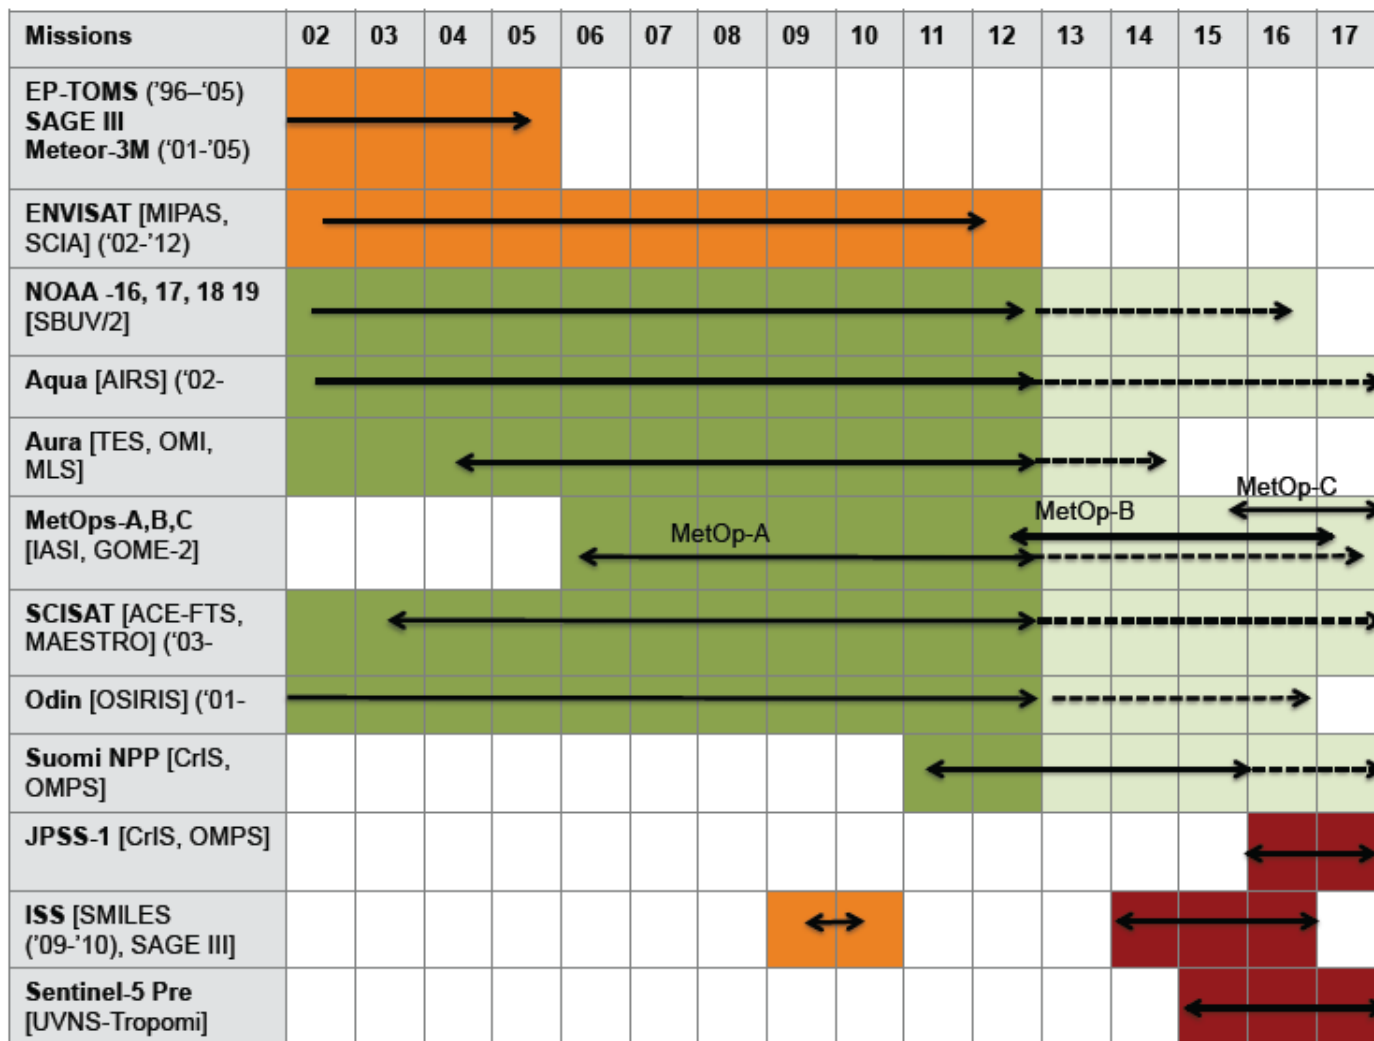 Missions 02 03 04 05 06 07 08 09 10 11 12 13 14 15 16 17
EP-TOMS ('96–'05)
SAGE III
Meteor-3M ('01-'05)
ENVISAT [MIPAS,
SCIA] ('02-'12)
NOAA -16, 17, 18 19
[SBUV/2]
Aqua [AIRS] ('02-
Aura [TES, OMI,
MLS]
MetOp-C
MetOp-B
MetOps-A,B,C
MetOp-A
[IASI, GOME-2]
SCISAT [ACE-FTS,
MAESTRO] ('03-
Odin [OSIRIS] ('01-
Suomi NPP [CrIS,
OMPS]
JPSS-1 [CrIS, OMPS]
ISS [SMILES
('09-'10), SAGE III]
Sentinel-5 Pre
[UVNS-Tropomi]